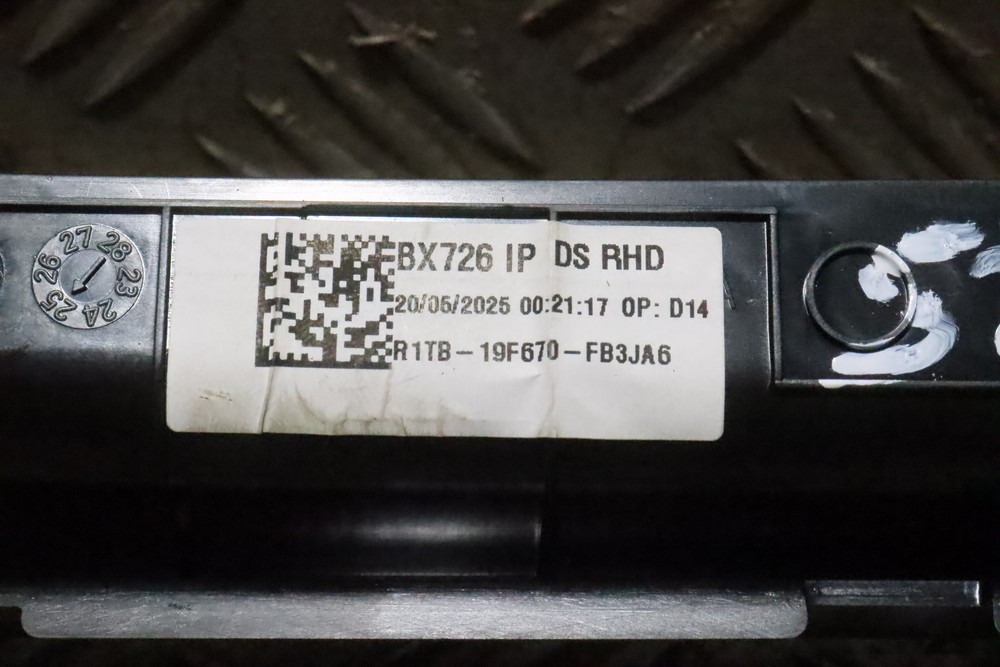 BX726 IP DS RHD
20/05/2025 00:21:17 OP: D14
R1TB-19F670-FB3JA6
23 24 25 26 27 28